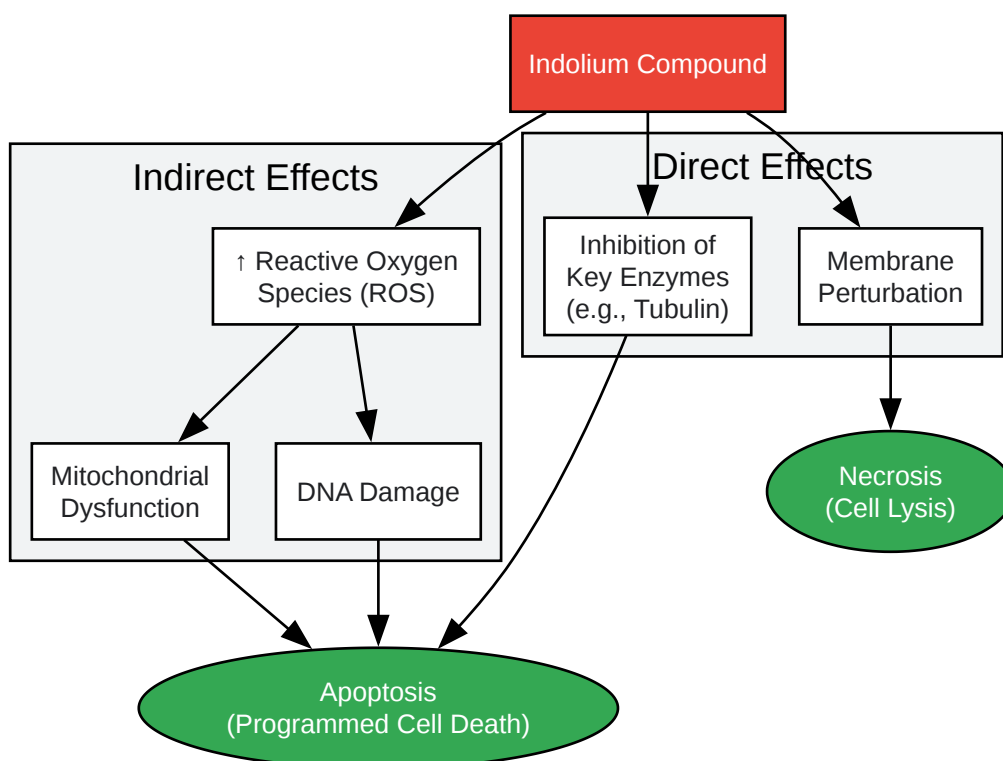 Indolium Compound
Indirect Effects
Direct Effects
↑ Reactive Oxygen
Species (ROS)
Inhibition of
Key Enzymes
(e.g., Tubulin)
Membrane
Perturbation
Mitochondrial
Dysfunction
DNA Damage
Necrosis
(Cell Lysis)
Apoptosis
(Programmed Cell Death)